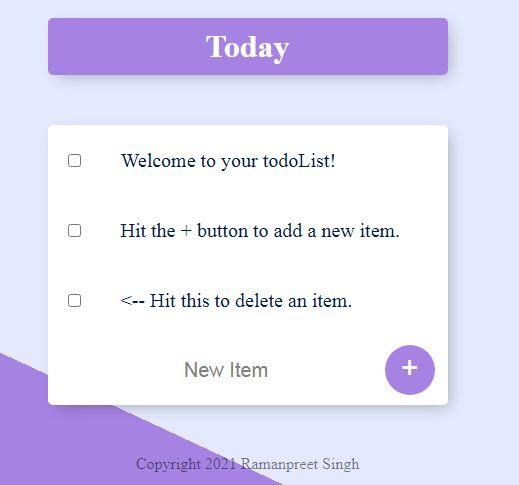 Today
Welcome to your todoList!
Hit the + button to add a new item.
<-- Hit this to delete an item.
New Item
+
Copyright 2021 Ramanpreet Singh